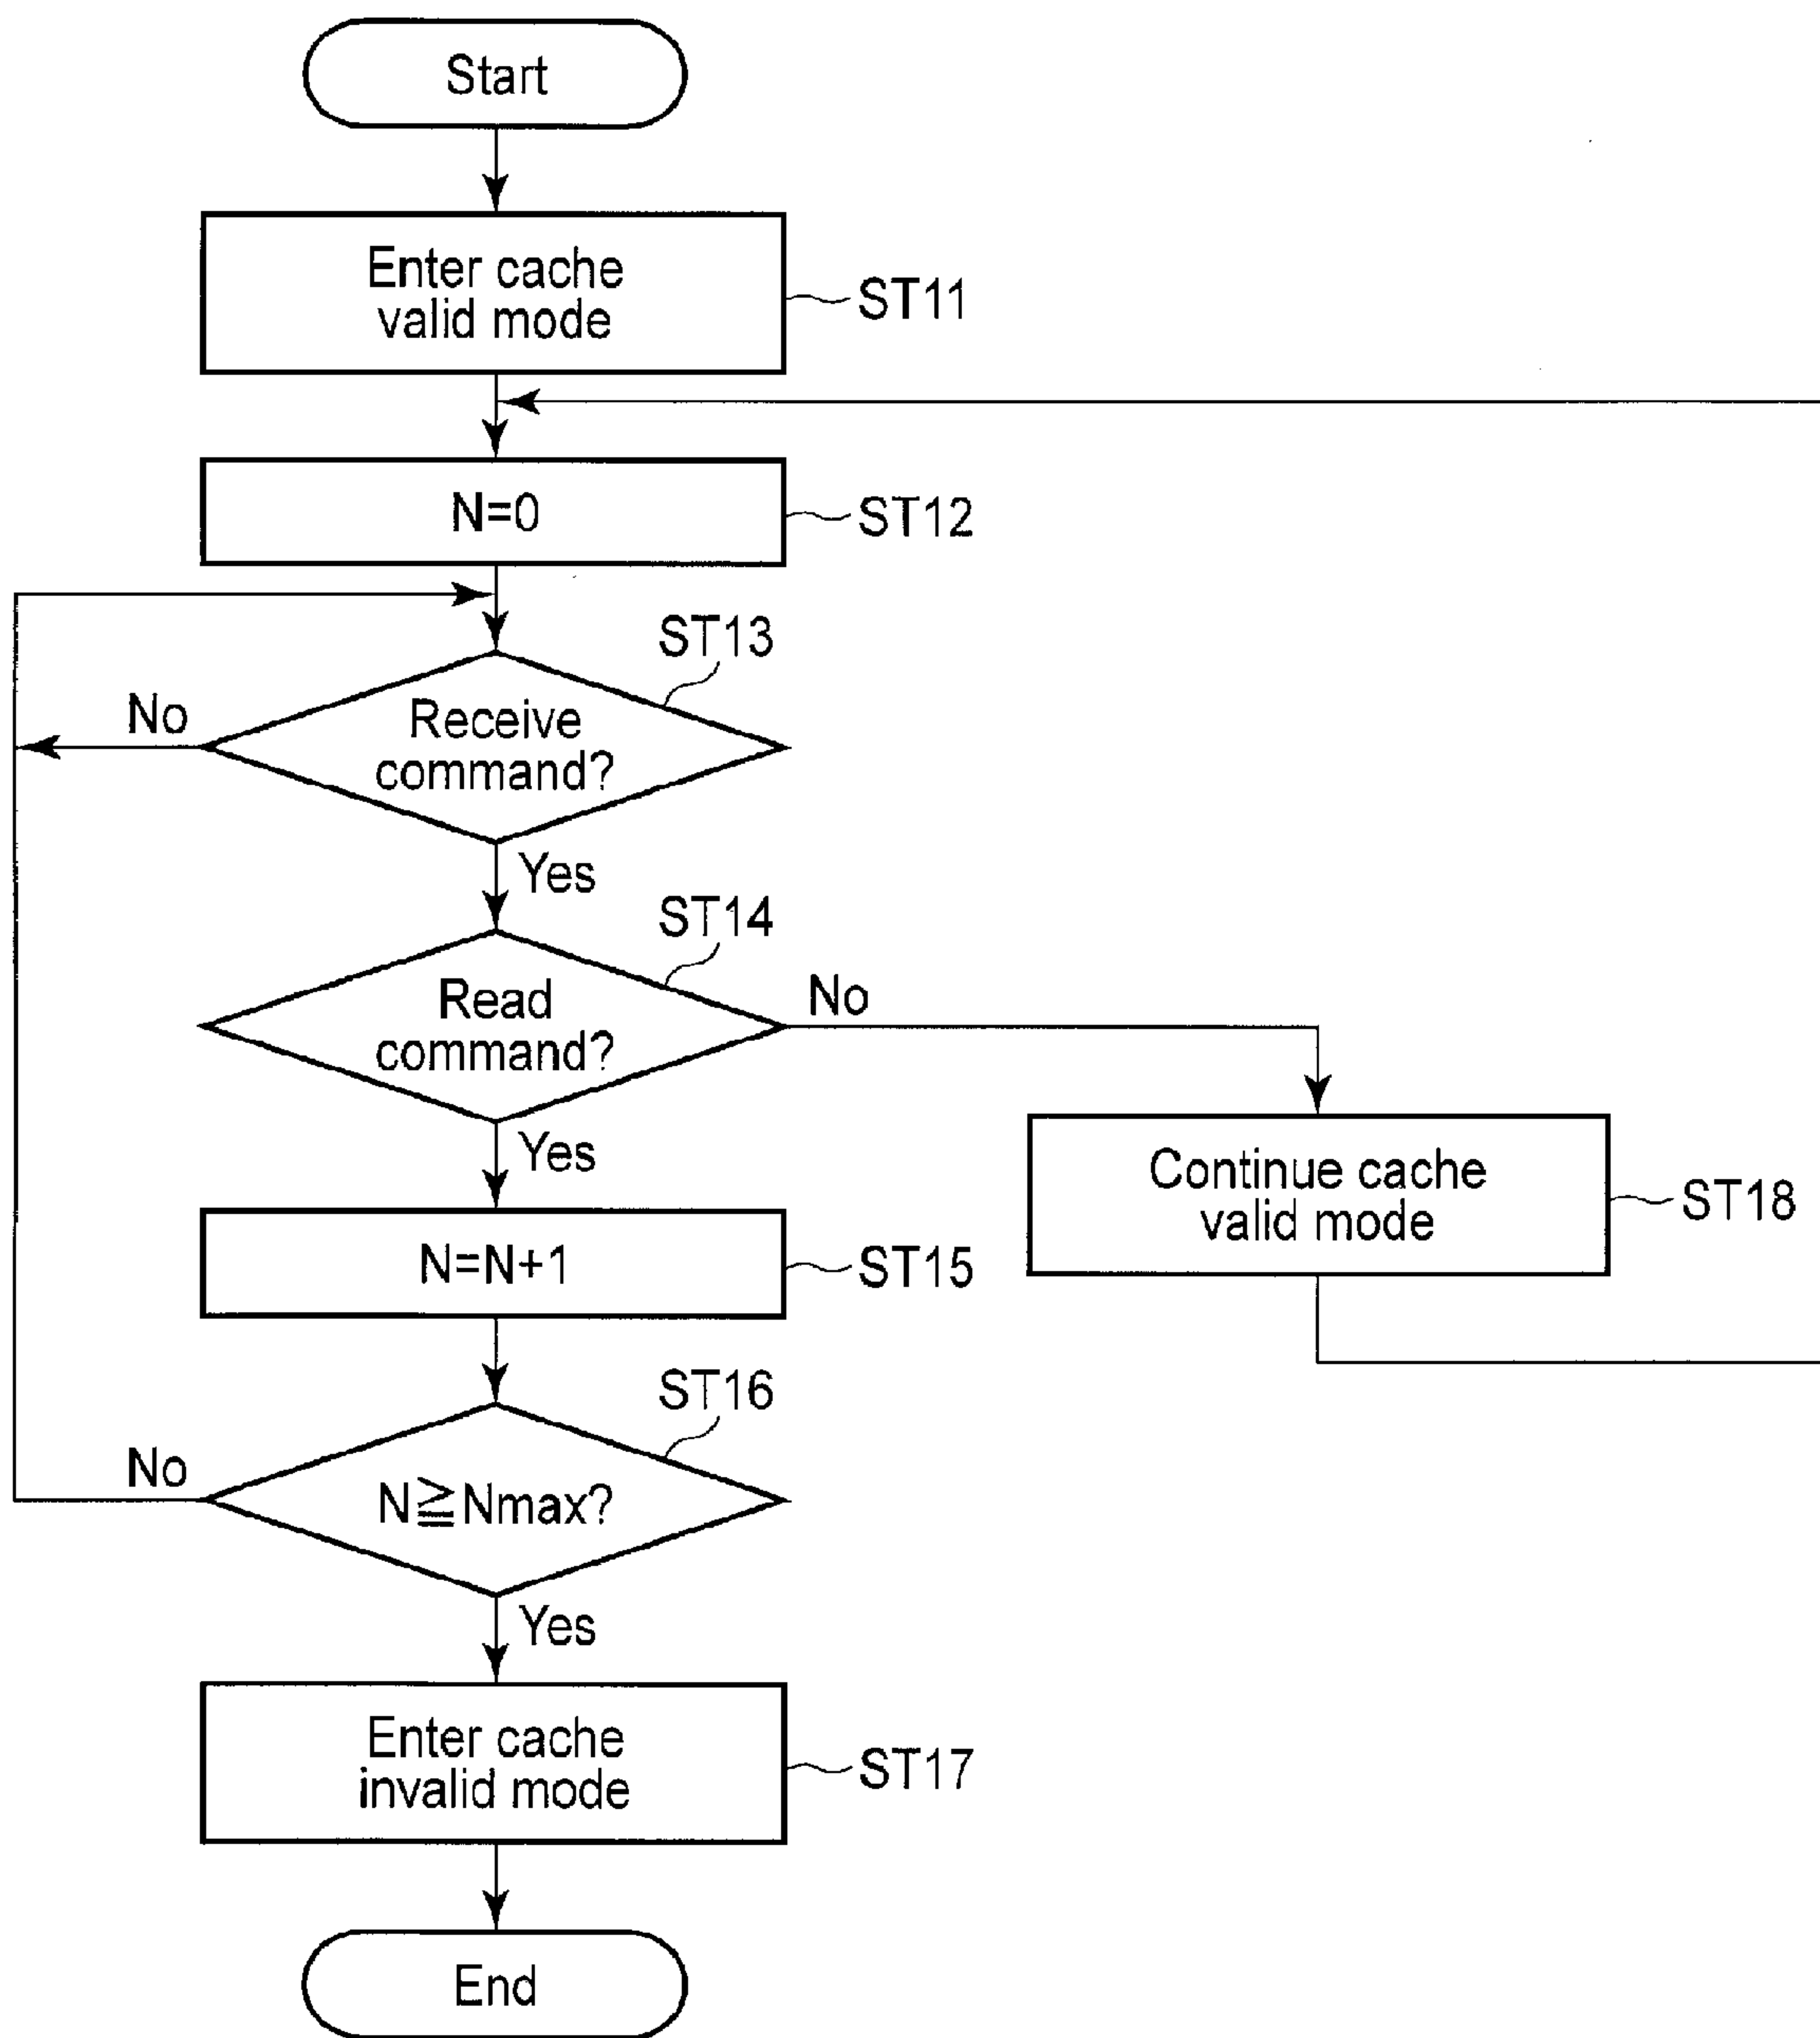 Start
Enter cache
valid mode
ST11
N=0
ST12
ST13
No
Receive
command?
Yes
ST14
Read
command?
No
Yes
Continue cache
valid mode
ST18
N=N+1
ST15
ST16
No
N≧Nmax?
Yes
Enter cache
invalid mode
ST17
End